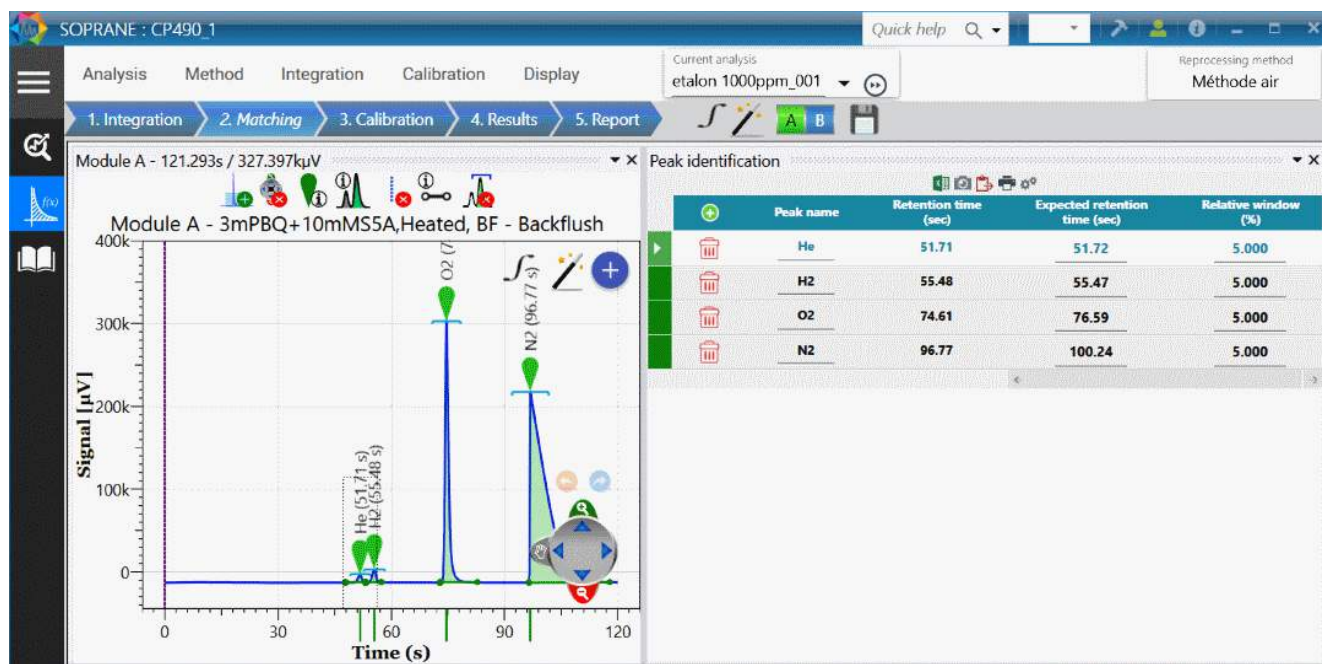 SOPRANE : CP490_1
Quick help
Analysis Method Integration Calibration Display
Current analysis
etalon 1000ppm_001
Reprocessing method
Méthode air
1. Integration 2. Matching 3. Calibration 4. Results 5. Report
A B
f(x)
Module A - 121.293s / 327.397kµV
Module A - 3mPBQ+10mMS5A,Heated, BF - Backflush
400k
300k
200k
100k
0
Signal [µV]
He (51.71 s)
H2 (55.48 s)
O2 (7
N2 (96.77 s)
0 30 60 90 120
Time (s)
Peak identification
Peak name Retention time (sec) Expected retention time (sec) Relative window (%)
He 51.71 51.72 5.000
H2 55.48 55.47 5.000
O2 74.61 76.59 5.000
N2 96.77 100.24 5.000